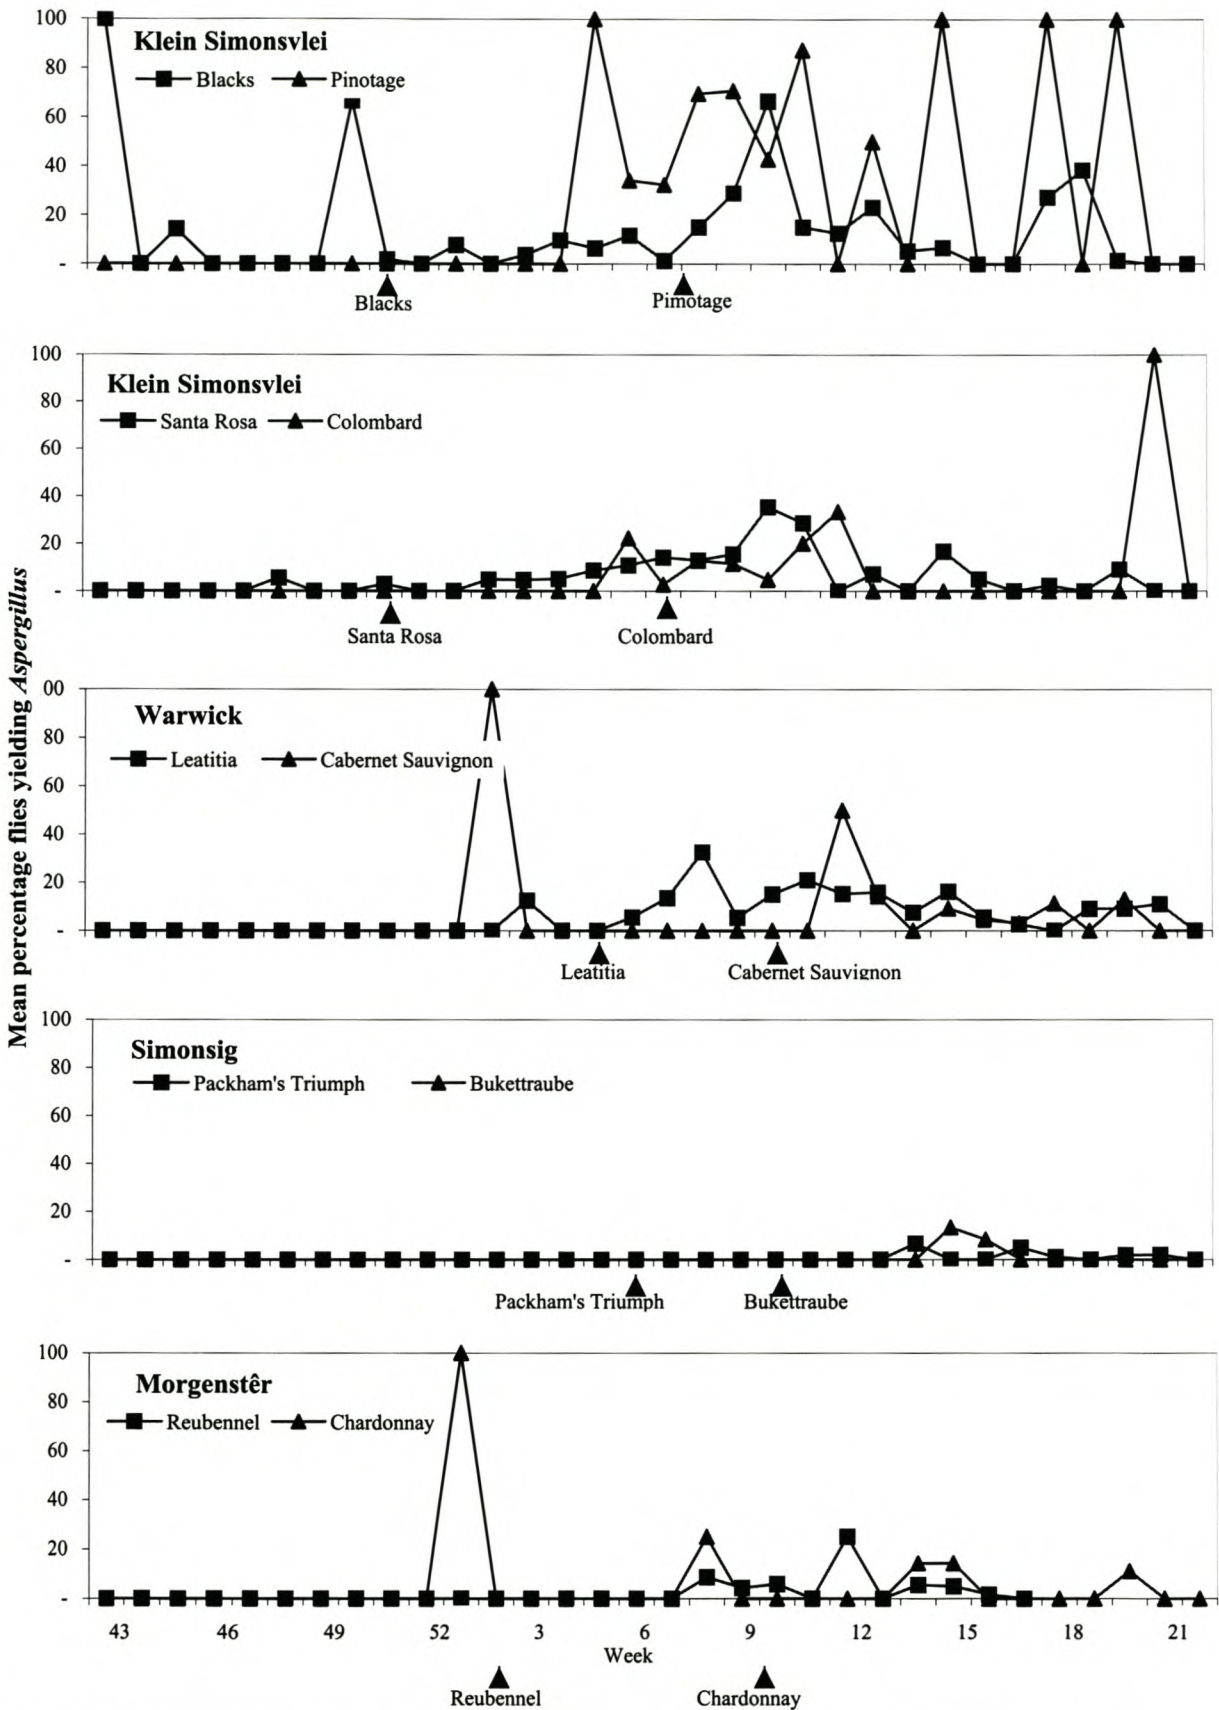 Mean percentage flies yielding Aspergillus
100
Klein Simonsvlei
80
Blacks Pinotage
60
40
20
-
Blacks Pimotage
100
Klein Simonsvlei
80
Santa Rosa Colombard
60
40
20
-
Santa Rosa Colombard
00
Warwick
80
Leatitia Cabernet Sauvignon
60
40
20
-
Leatitia Cabernet Sauvignon
100
Simonsig
80
Packham's Triumph Bukettraube
60
40
20
-
Packham's Triumph Bukettraube
100
Morgenstêr
80
Reubennel Chardonnay
60
40
20
-
43 46 49 52 3 6 9 12 15 18 21
Week
Reubennel Chardonnay